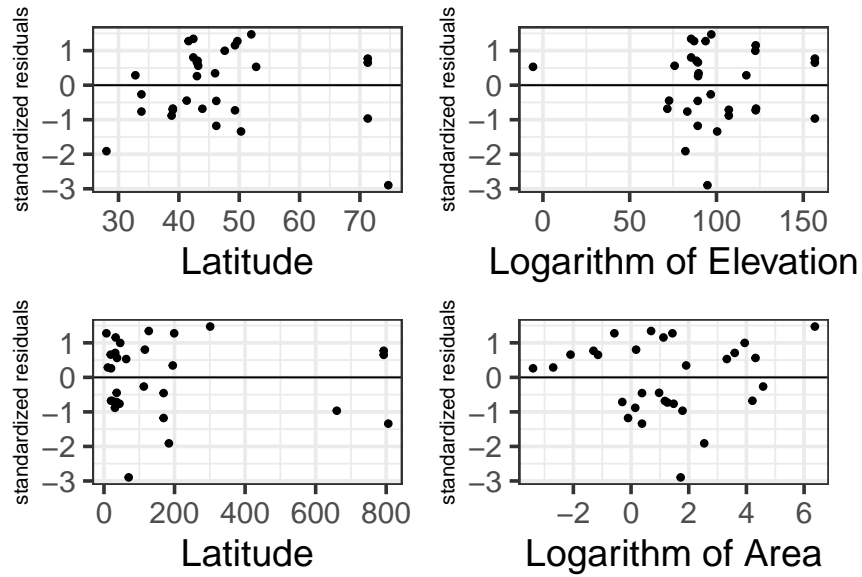 standardized residuals
1
0
−1
−2
−3
30 40 50 60 70
Latitude
standardized residuals
1
0
−1
−2
−3
0 50 100 150
Logarithm of Elevation
standardized residuals
1
0
−1
−2
−3
0 200 400 600 800
Latitude
standardized residuals
1
0
−1
−2
−3
−2 0 2 4 6
Logarithm of Area